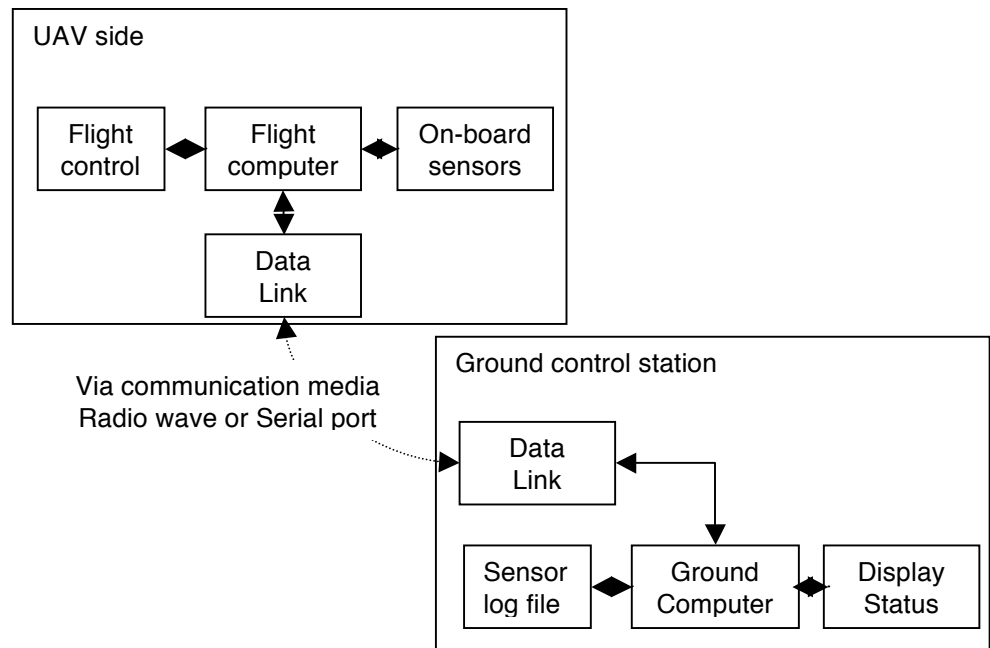 UAV side
Flight
control
Flight
computer
On-board
sensors
Data
Link
Via communication media
Radio wave or Serial port
Ground control station
Data
Link
Sensor
log file
Ground
Computer
Display
Status